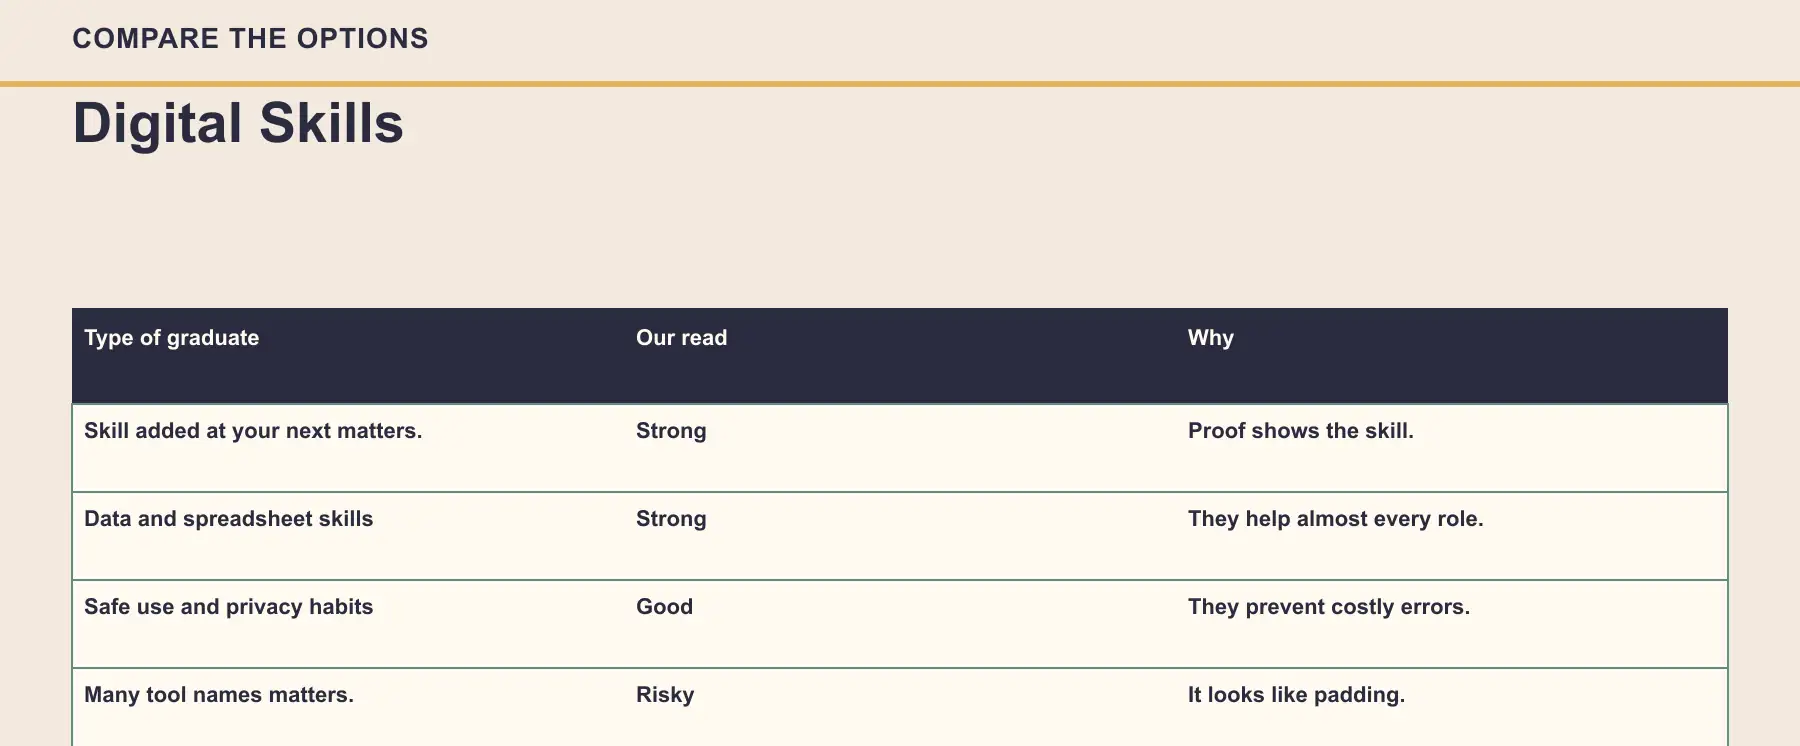 COMPARE THE OPTIONS
Digital Skills
Type of graduate Our read Why
Skill added at your next matters. Strong Proof shows the skill.
Data and spreadsheet skills Strong They help almost every role.
Safe use and privacy habits Good They prevent costly errors.
Many tool names matters. Risky It looks like padding.